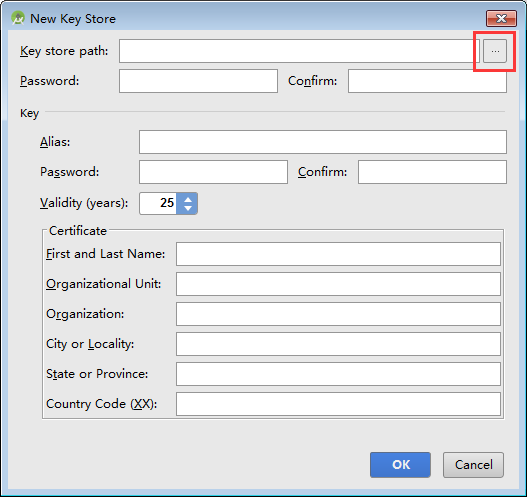 New Key Store
Key store path: ...
Password: Confirm:
Key
Alias:
Password: Confirm:
Validity (years): 25
Certificate
First and Last Name:
Organizational Unit:
Organization:
City or Locality:
State or Province:
Country Code (XX):
OK Cancel